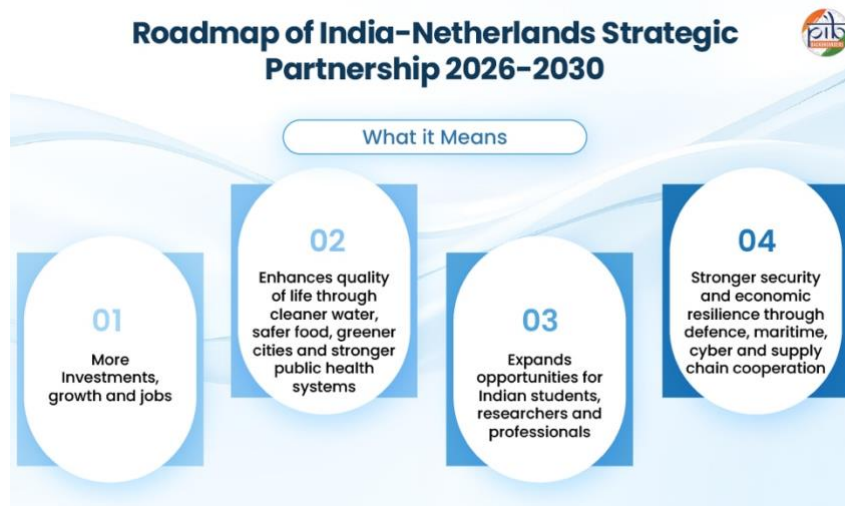 Roadmap of India-Netherlands Strategic
Partnership 2026-2030
What it Means
01
More
Investments,
growth and jobs
02
Enhances quality
of life through
cleaner water,
safer food, greener
cities and stronger
public health
systems
03
Expands
opportunities for
Indian students,
researchers and
professionals
04
Stronger security
and economic
resilience through
defence, maritime,
cyber and supply
chain cooperation